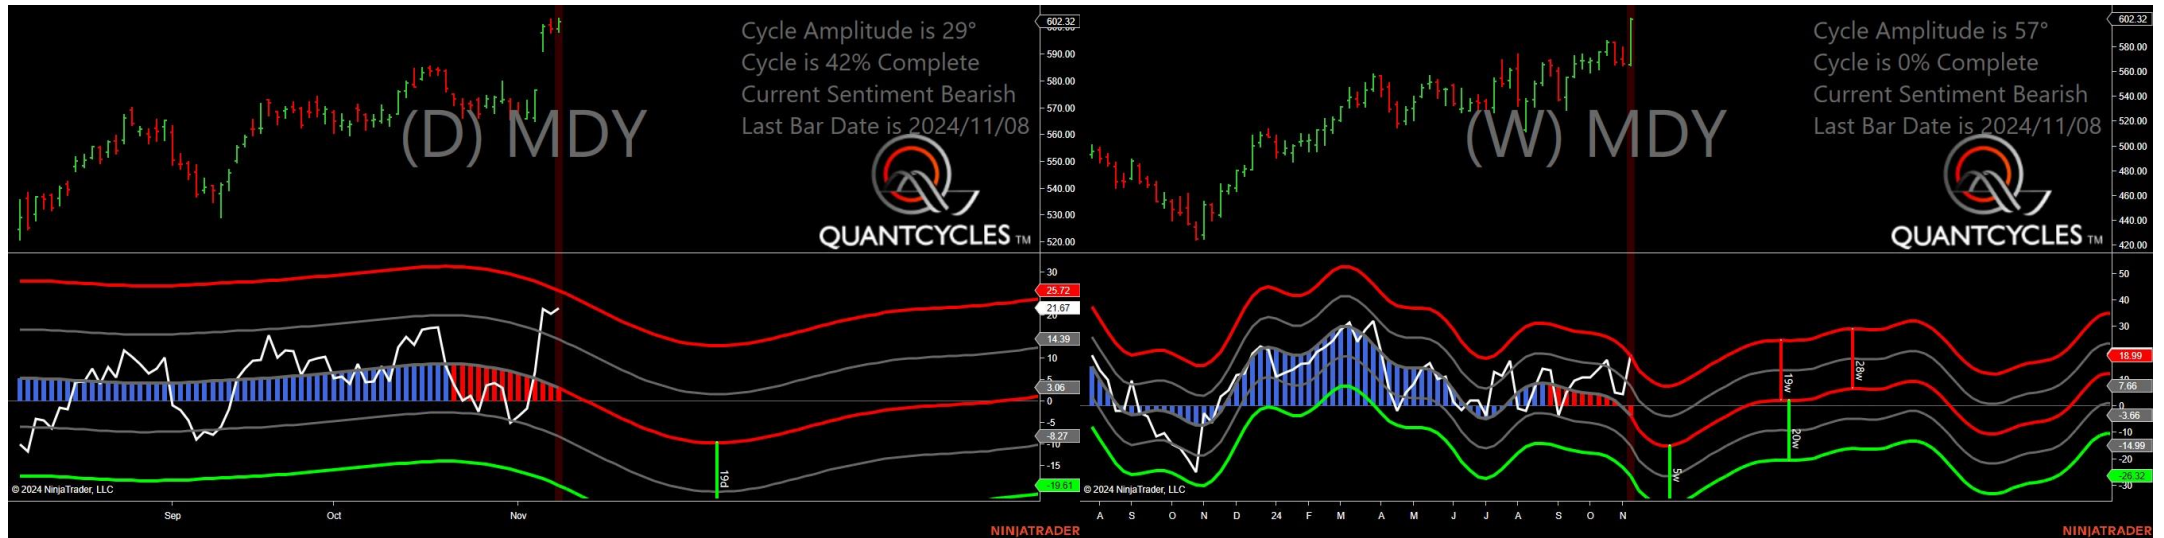 Cycle Amplitude is 29°
Cycle is 42% Complete
Current Sentiment Bearish
Last Bar Date is 2024/11/08
(D) MDY
QUANTCYCLES TM
602.32
590.00
580.00
570.00
560.00
550.00
540.00
530.00
520.00
30
25.72
21.67
20
14.39
10
5
3.06
0
-5
-8.27
-10
-15
-19.61
19d
© 2024 NinjaTrader, LLC
Sep Oct Nov
NINJATRADER
Cycle Amplitude is 57°
Cycle is 0% Complete
Current Sentiment Bearish
Last Bar Date is 2024/11/08
(W) MDY
QUANTCYCLES TM
602.32
580.00
560.00
540.00
520.00
500.00
480.00
460.00
440.00
420.00
50
40
30
18.99
10
7.66
0
-3.66
-10
-14.99
-20
-26.32
-30
19w
28w
20w
5w
© 2024 NinjaTrader, LLC
A S O N D 24 F M A M J J A S O N
NINJATRADER